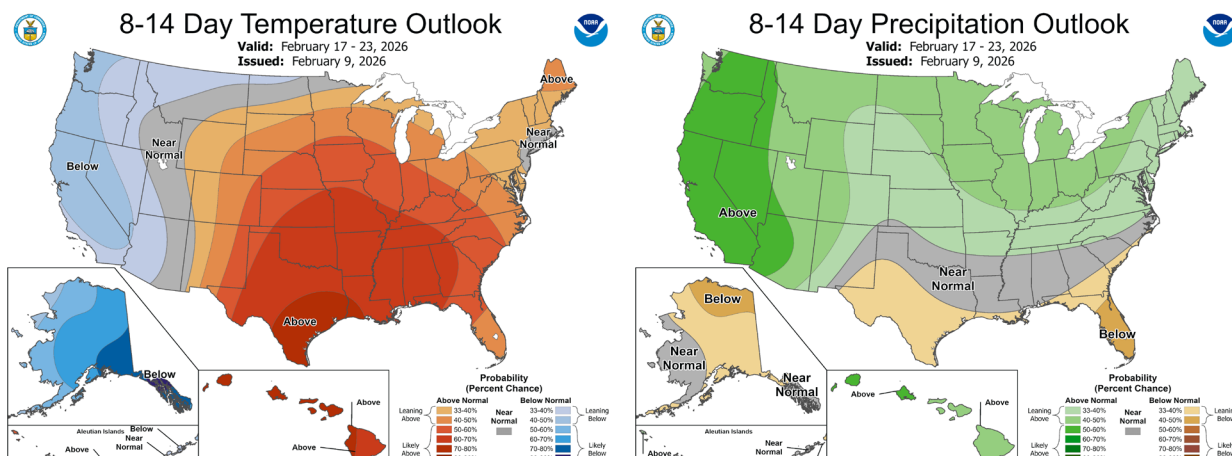 8-14 Day Temperature Outlook
Valid: February 17 - 23, 2026
Issued: February 9, 2026
NOAA
Above
Near
Normal
Near
Normal
Below
Above
Below
Aleutian Islands
Below
Near
Normal
Above
Above
Above
Probability
(Percent Chance)
Above Normal
Below Normal
Leaning
Above
33-40%
40-50%
50-60%
Near
Normal
33-40%
40-50%
50-60%
Leaning
Below
Likely
Above
60-70%
70-80%
60-70%
70-80%
Likely
Below
8-14 Day Precipitation Outlook
Valid: February 17 - 23, 2026
Issued: February 9, 2026
NOAA
Above
Near
Normal
Below
Below
Near
Normal
Near
Normal
Aleutian Islands
Near
Normal
Above
Above
Above
Probability
(Percent Chance)
Above Normal
Below Normal
Leaning
Above
33-40%
40-50%
50-60%
Near
Normal
33-40%
40-50%
50-60%
Leaning
Below
Likely
Above
60-70%
70-80%
60-70%
70-80%
Likely
Below